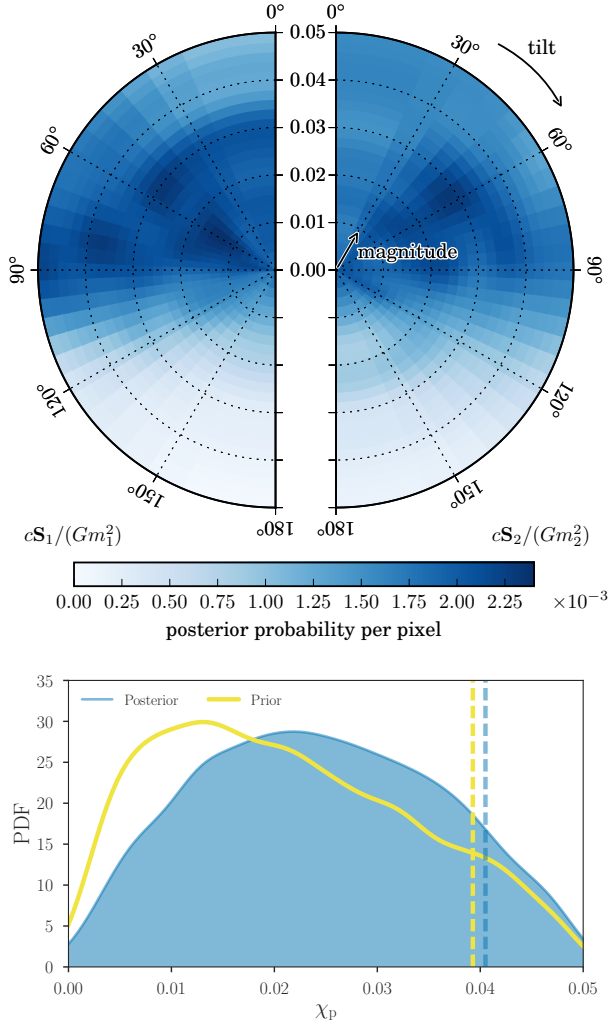 0° 0°
30° 0.05 30° tilt
0.04
60° 0.03 60°
0.02
0.01
magnitude
90° 0.00 90°
120° 120°
150° 150°
180° 180°
cS₁/(Gm₁²) cS₂/(Gm₂²)
0.00 0.25 0.50 0.75 1.00 1.25 1.50 1.75 2.00 2.25 ×10⁻³
posterior probability per pixel
35
Posterior Prior
30
25
20
PDF
15
10
5
0
0.00 0.01 0.02 0.03 0.04 0.05
χₚ